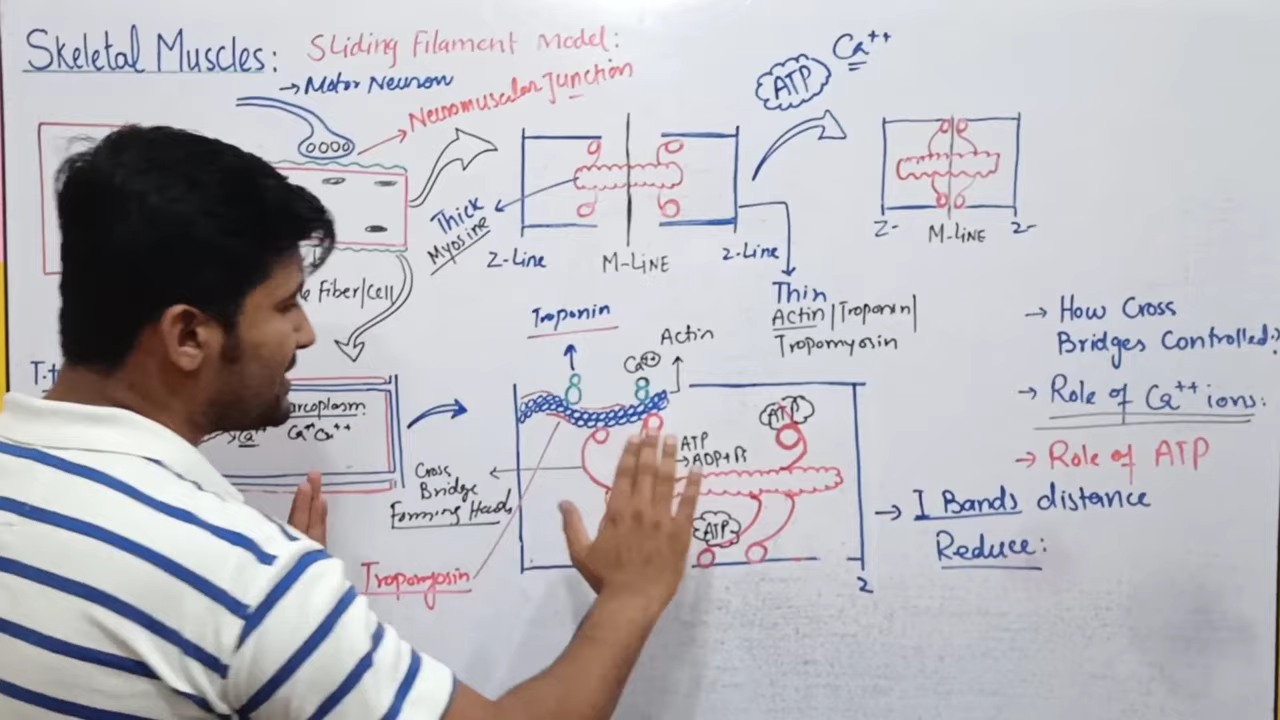 Skeletal Muscles: Sliding Filament Model:
→ Motor Neuron
Neuromuscular Junction
ATP
Ca++
Thick
Myosine
Z-Line
M-LiNE
Z-Line
Z-
M-LiNE
Z-
Fiber/cell
Thin
Actin/Troponin/
Tropomyosin
Troponin
Actin
Ca++
T-t
arcoplasm:
Ca++ Ca++
Ca++
ATP
→ ADP+Pi
ATP
ATP
Cross
Bridge
Forming Heads
Tropomyosin
Z
→ How Cross
Bridges Controlled:
→ Role of Ca++ ions:
→ Role of ATP
→ I Bands distance
Reduce: